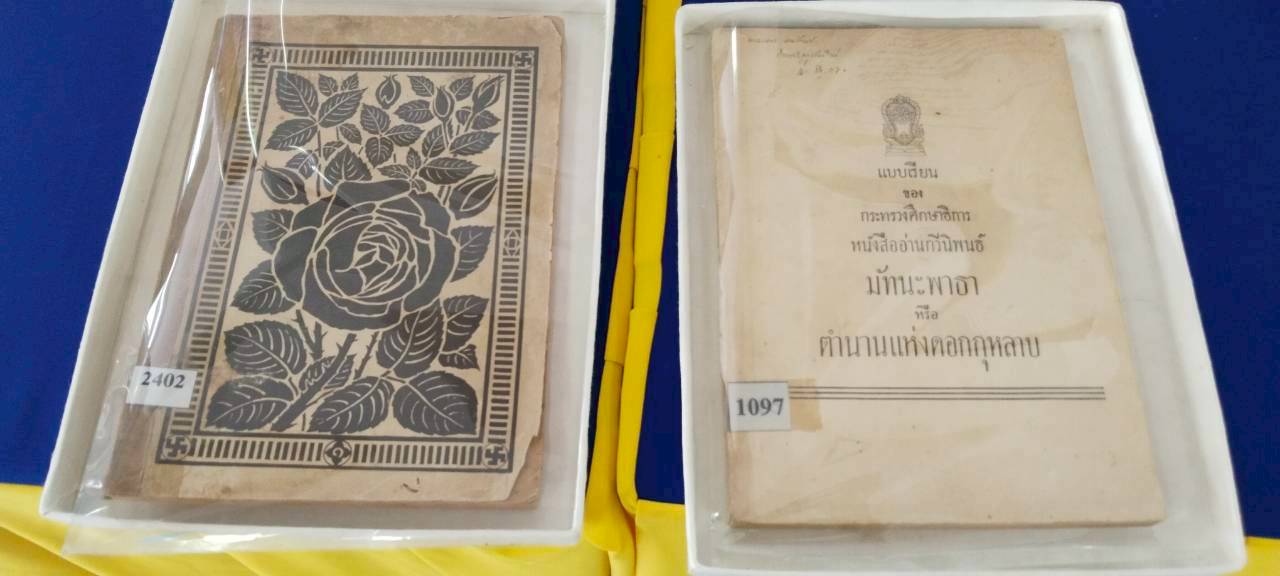 2402
แบบเรียน
ของ
กระทรวงศึกษาธิการ
หนังสืออ่านกวีนิพนธ์
มัทนะพาธา
หรือ
ตำนานแห่งดอกกุหลาบ
1097